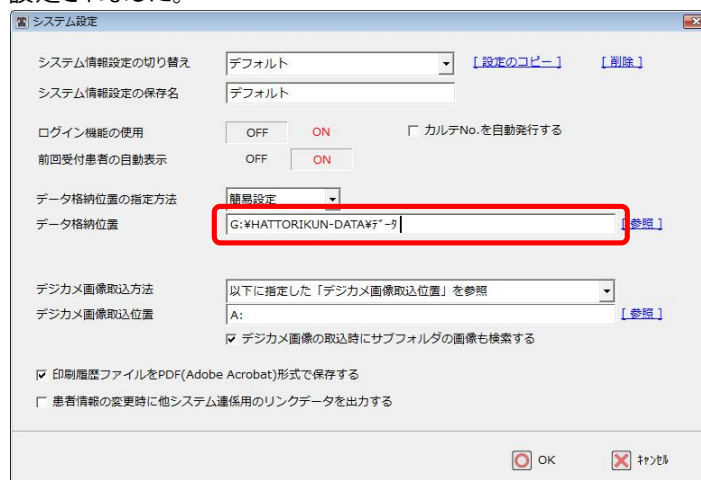 設定されました。
システム設定
システム情報設定の切り替え デフォルト [ 設定のコピー ] [ 削除 ]
システム情報設定の保存名 デフォルト
ログイン機能の使用 OFF ON カルテNo.を自動発行する
前回受付患者の自動表示 OFF ON
データ格納位置の指定方法 簡易設定
データ格納位置 G:¥HATTORIKUN-DATA¥ﾃﾞｰﾀ [ 参照 ]
デジカメ画像取込方法 以下に指定した「デジカメ画像取込位置」を参照
デジカメ画像取込位置 A: [ 参照 ]
デジカメ画像の取込時にサブフォルダの画像も検索する
印刷履歴ファイルをPDF(Adobe Acrobat)形式で保存する
患者情報の変更時に他システム連係用のリンクデータを出力する
OK ｷｬﾝｾﾙ